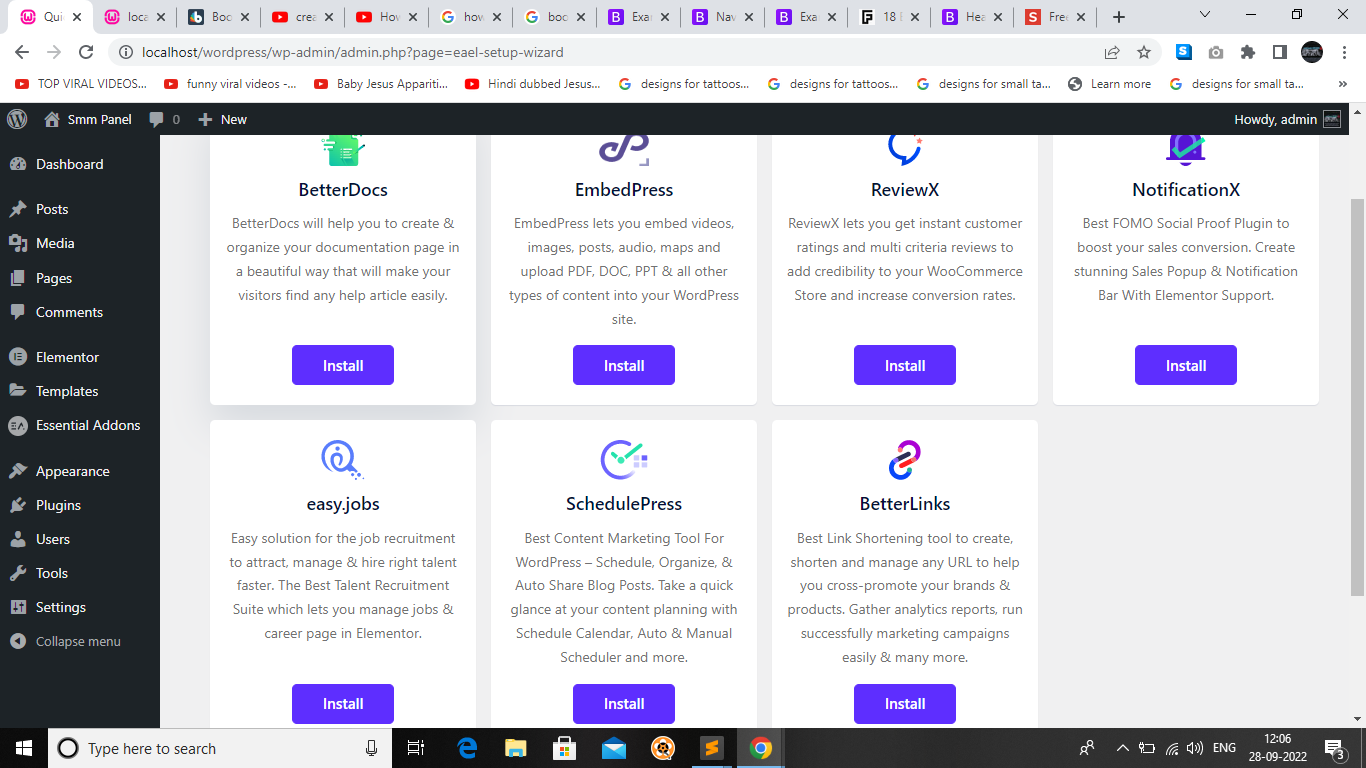 Quic
loca
Boo
crea
How
how
boo
Exa
Nav
Exa
18 F
Hea
Free
localhost/wordpress/wp-admin/admin.php?page=eael-setup-wizard
TOP VIRAL VIDEOS...
funny viral videos -...
Baby Jesus Appariti...
Hindi dubbed Jesus...
designs for tattoos...
designs for tattoos...
designs for small ta...
Learn more
designs for small ta...
»
Smm Panel
0
New
Howdy, admin
Dashboard
Posts
Media
Pages
Comments
Elementor
Templates
Essential Addons
Appearance
Plugins
Users
Tools
Settings
Collapse menu
BetterDocs
BetterDocs will help you to create &
organize your documentation page in
a beautiful way that will make your
visitors find any help article easily.
Install
EmbedPress
EmbedPress lets you embed videos,
images, posts, audio, maps and
upload PDF, DOC, PPT & all other
types of content into your WordPress
site.
Install
ReviewX
ReviewX lets you get instant customer
ratings and multi criteria reviews to
add credibility to your WooCommerce
Store and increase conversion rates.
Install
NotificationX
Best FOMO Social Proof Plugin to
boost your sales conversion. Create
stunning Sales Popup & Notification
Bar With Elementor Support.
Install
easy.jobs
Easy solution for the job recruitment
to attract, manage & hire right talent
faster. The Best Talent Recruitment
Suite which lets you manage jobs &
career page in Elementor.
Install
SchedulePress
Best Content Marketing Tool For
WordPress – Schedule, Organize, &
Auto Share Blog Posts. Take a quick
glance at your content planning with
Schedule Calendar, Auto & Manual
Scheduler and more.
Install
BetterLinks
Best Link Shortening tool to create,
shorten and manage any URL to help
you cross-promote your brands &
products. Gather analytics reports, run
successfully marketing campaigns
easily & many more.
Install
Type here to search
ENG
12:06
28-09-2022
3